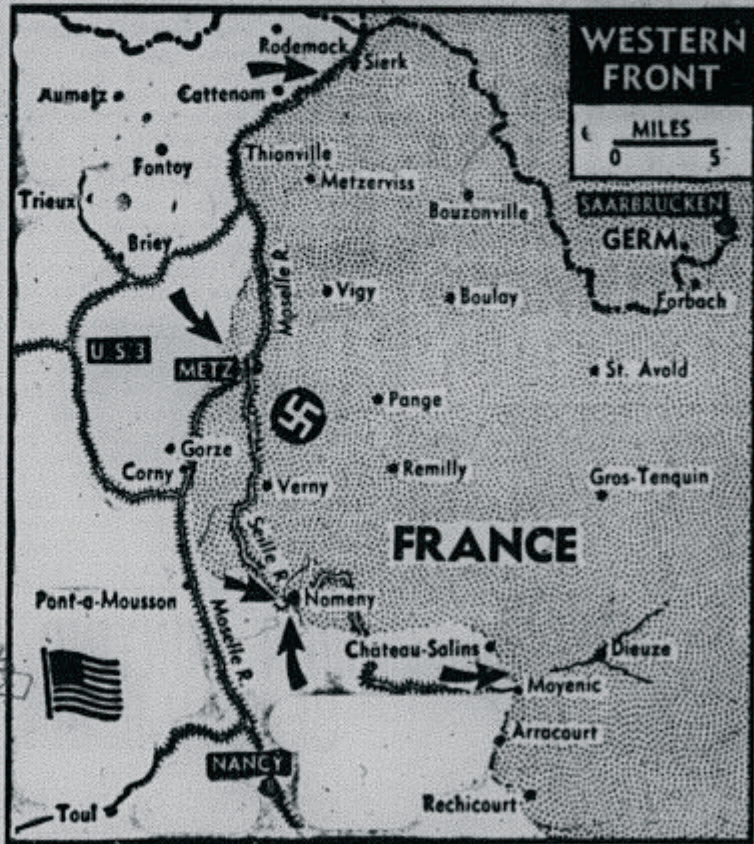 WESTERN
FRONT
MILES
0 5
Rodemack
Sierk
Aumetz
Cattenom
Fontoy
Thionville
Metzerviss
Trieux
Bouzonville
SAARBRUCKEN
GERM.
Briey
Moselle R.
Vigy
Boulay
Forbach
U.S.3
METZ
St. Avold
Pange
Gorze
Corny
Verny
Remilly
Gros-Tenquin
Seille R.
FRANCE
Pont-a-Mousson
Nomeny
Moselle R.
Château-Salins
Dieuze
Moyenic
Arracourt
NANCY
Toul
Rechicourt